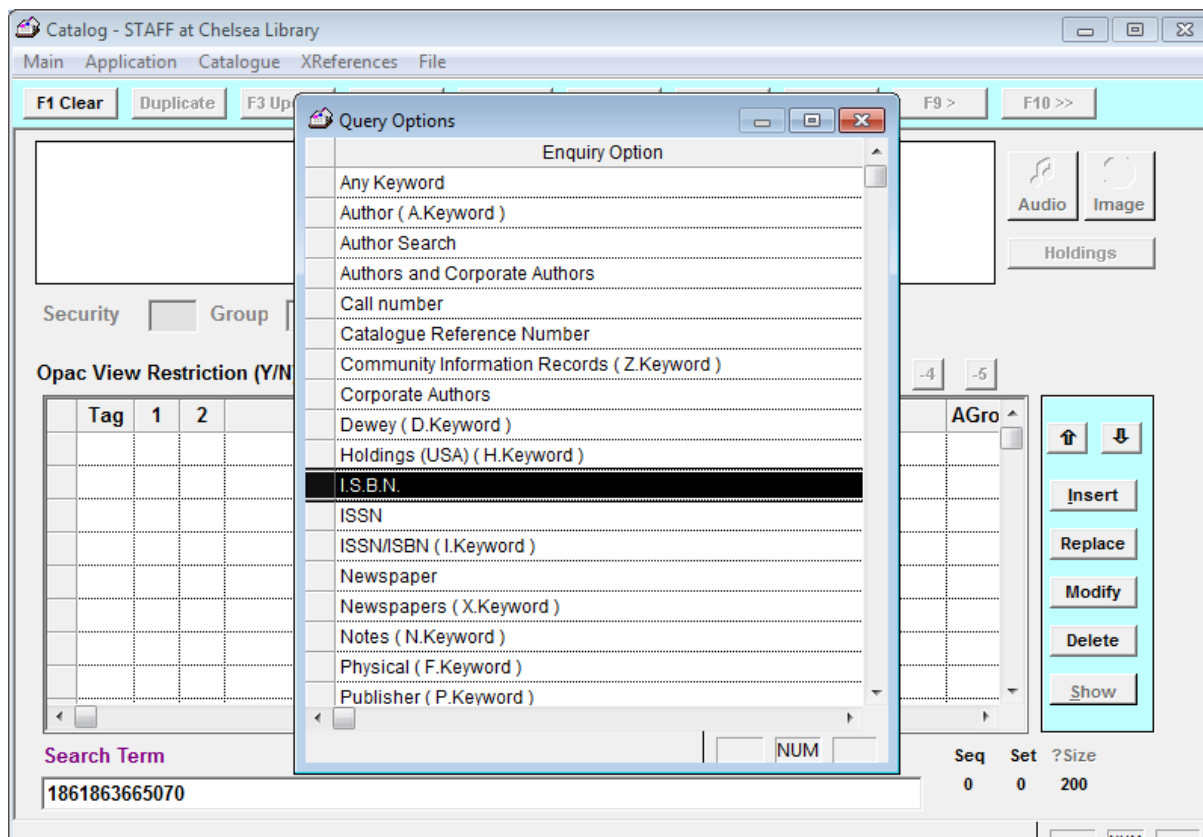 Catalog - STAFF at Chelsea Library
Main Application Catalogue XReferences File
F1 Clear Duplicate F9 > F10 >>
Query Options
Enquiry Option
Any Keyword
Author ( A.Keyword )
Author Search
Authors and Corporate Authors
Call number
Catalogue Reference Number
Community Information Records ( Z.Keyword )
Corporate Authors
Dewey ( D.Keyword )
Holdings (USA) ( H.Keyword )
I.S.B.N.
ISSN
ISSN/ISBN ( I.Keyword )
Newspaper
Newspapers ( X.Keyword )
Notes ( N.Keyword )
Physical ( F.Keyword )
Publisher ( P.Keyword )
NUM
Audio Image
Holdings
Security Group
Opac View Restriction (Y/N
-4 -5
Tag 1 2 AGro
Insert
Replace
Modify
Delete
Show
Search Term Seq Set ?Size
1861863665070 0 0 200